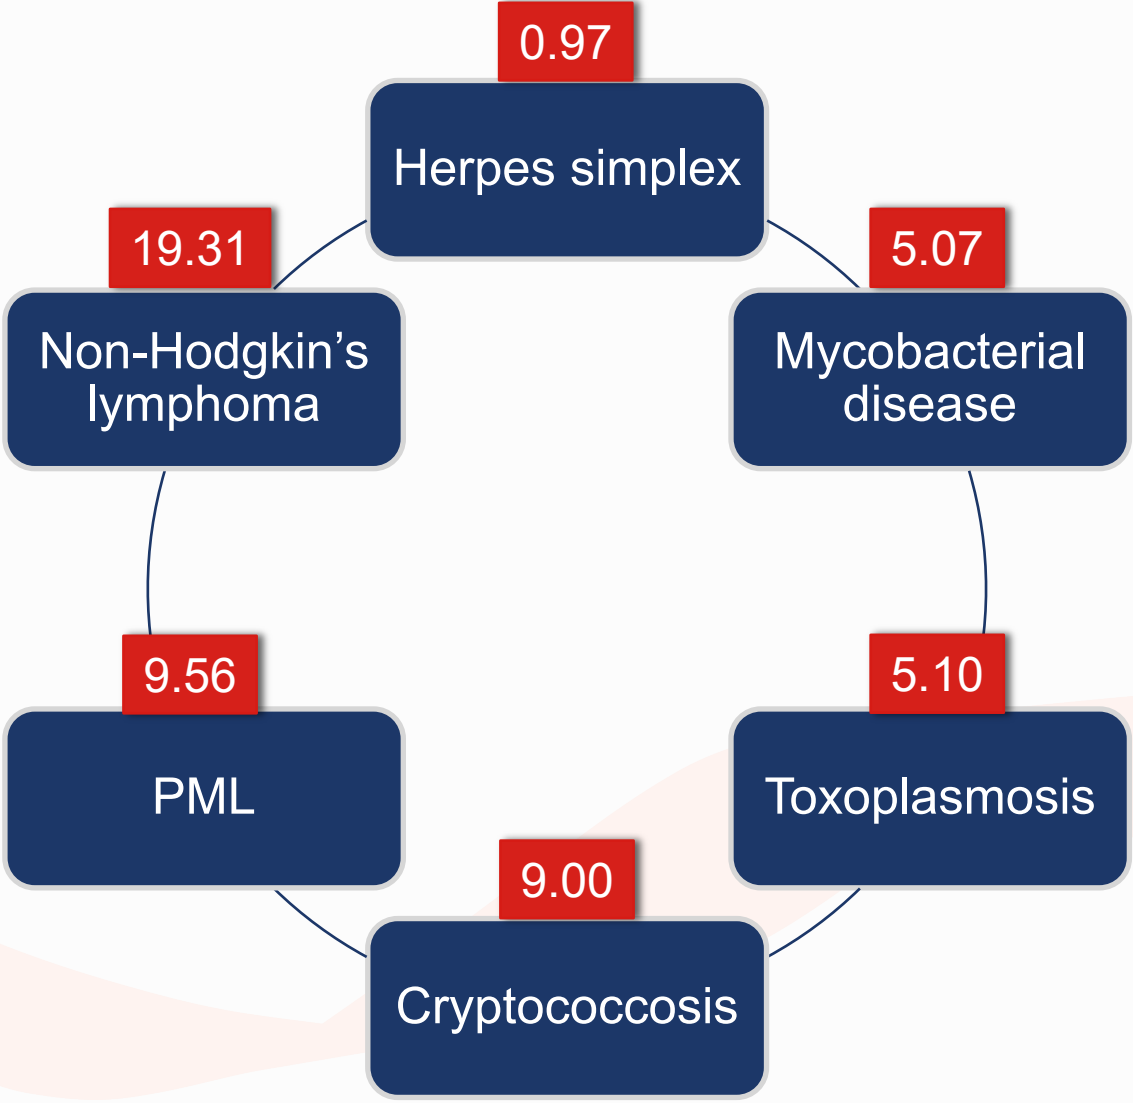 0.97
Herpes simplex
5.07
Mycobacterial
disease
5.10
Toxoplasmosis
9.00
Cryptococcosis
9.56
PML
19.31
Non-Hodgkin’s
lymphoma